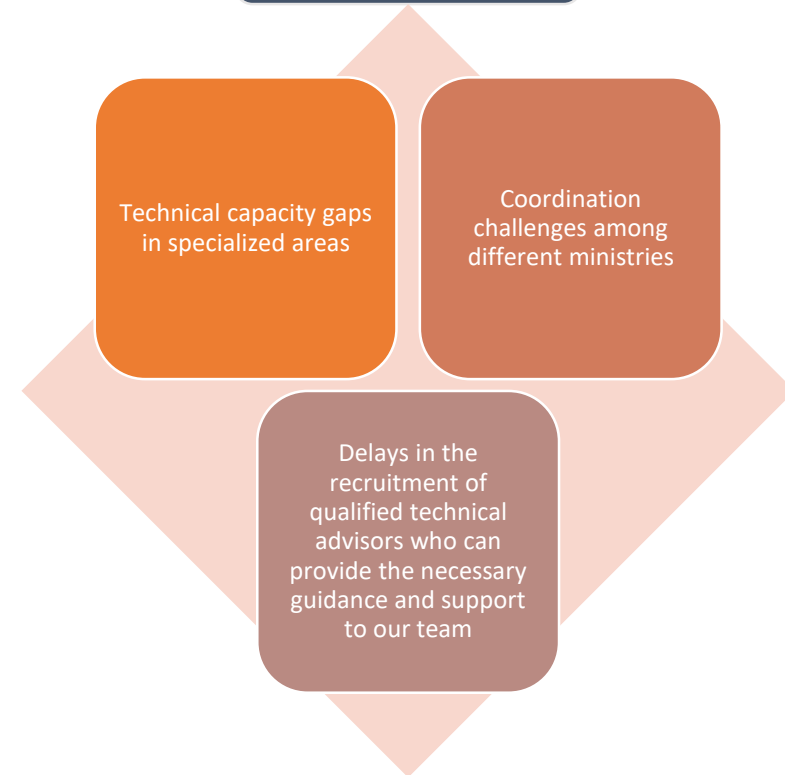 Technical capacity gaps
in specialized areas
Coordination
challenges among
different ministries
Delays in the
recruitment of
qualified technical
advisors who can
provide the necessary
guidance and support
to our team